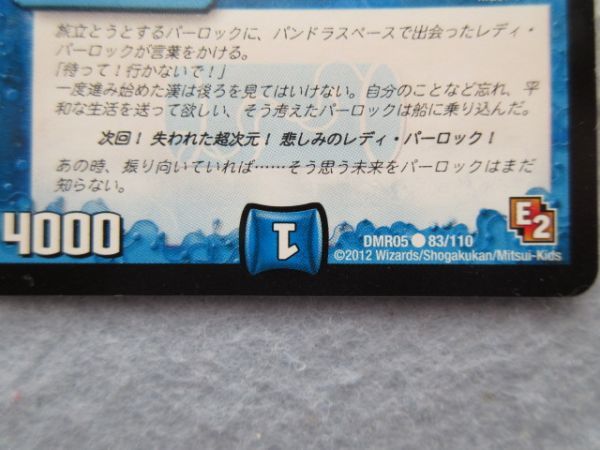 旅立とうとするパーロックに、パンドラスペースで出会ったレディ・
パーロックが言葉をかける。
「待って！行かないで！」
一度進み始めた漢は後ろを見てはいけない。自分のことなど忘れ、平
和な生活を送って欲しい、そう考えたパーロックは船に乗り込んだ。
次回！ 失われた超次元！ 悲しみのレディ・パーロック！
あの時、振り向いていれば……そう思う未来をパーロックはまだ
知らない。
4000
1
DMR05 83/110
©2012 Wizards/Shogakukan/Mitsui-Kids
E2